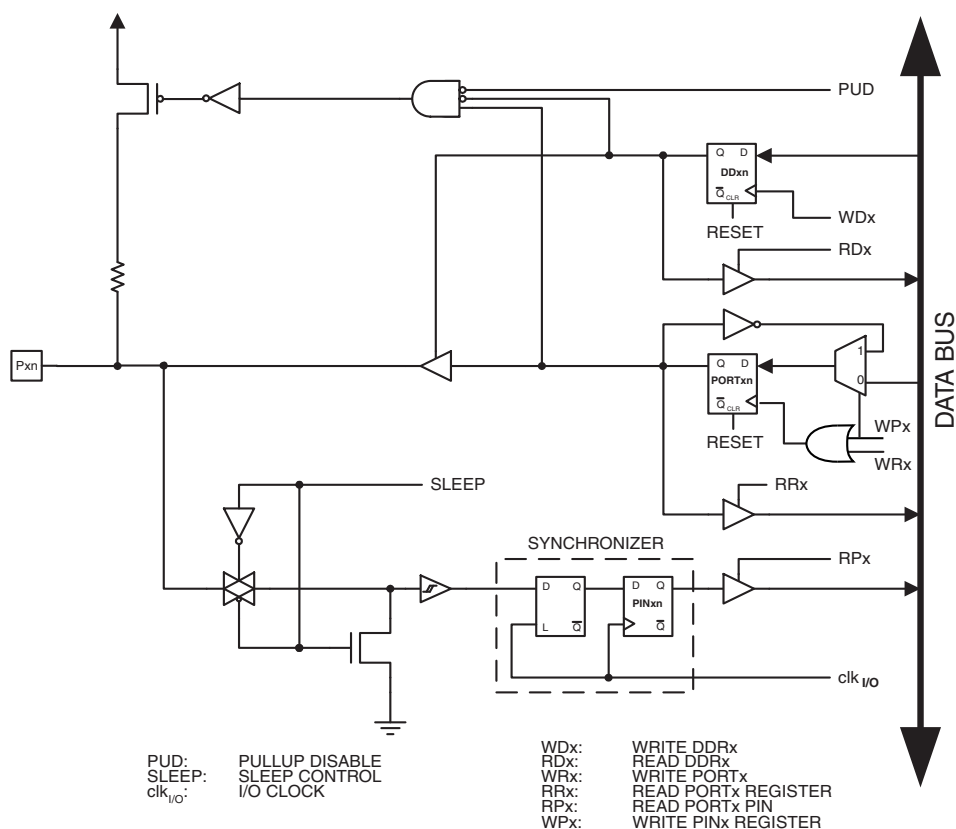 PUD
Q D
DDxn
Q CLR
WDx
RESET
RDx
Pxn
1
Q D
PORTxn
0
Q CLR
RESET
WPx
WRx
DATA BUS
SLEEP
RRx
SYNCHRONIZER
RPx
D Q
D Q
PINxn
L Q
Q
clk I/O
PUD: PULLUP DISABLE
SLEEP: SLEEP CONTROL
clkI/O: I/O CLOCK
WDx: WRITE DDRx
RDx: READ DDRx
WRx: WRITE PORTx
RRx: READ PORTx REGISTER
RPx: READ PORTx PIN
WPx: WRITE PINx REGISTER